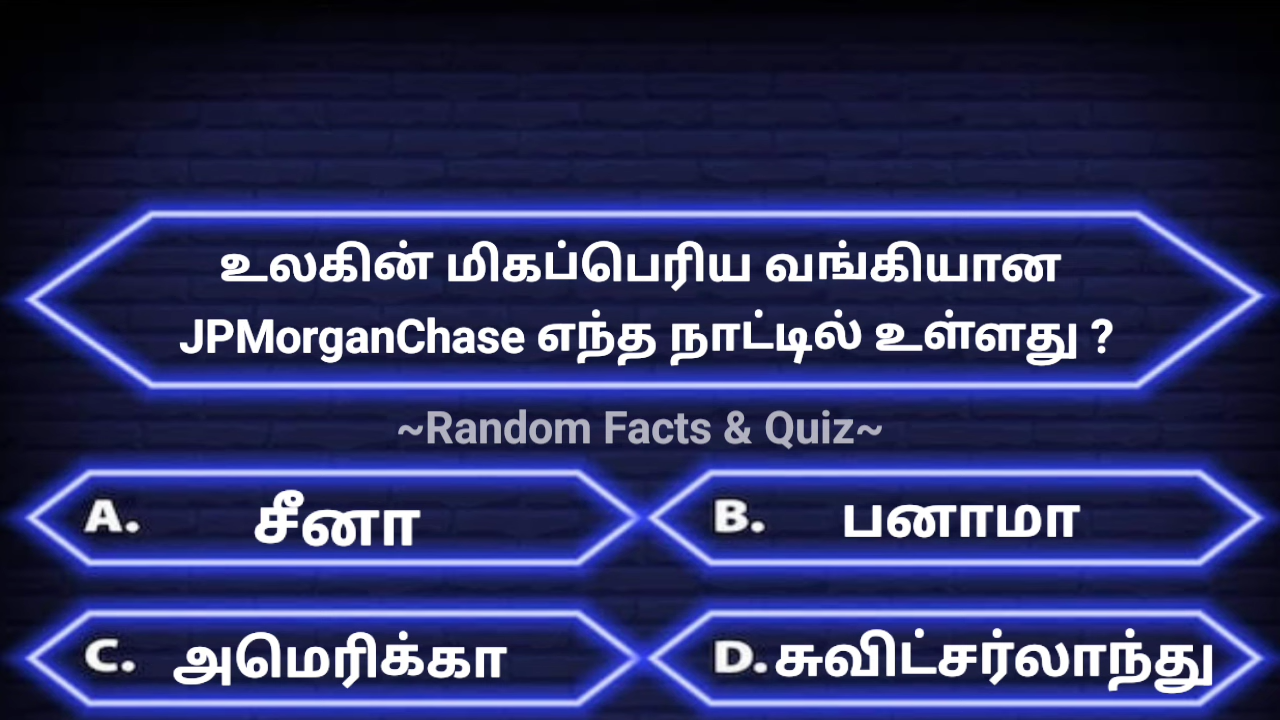 உலகின் மிகப்பெரிய வங்கியான
JPMorganChase எந்த நாட்டில் உள்ளது ?
~Random Facts & Quiz~
A. சீனா
B. பனாமா
C. அமெரிக்கா
D. சுவிட்சர்லாந்து